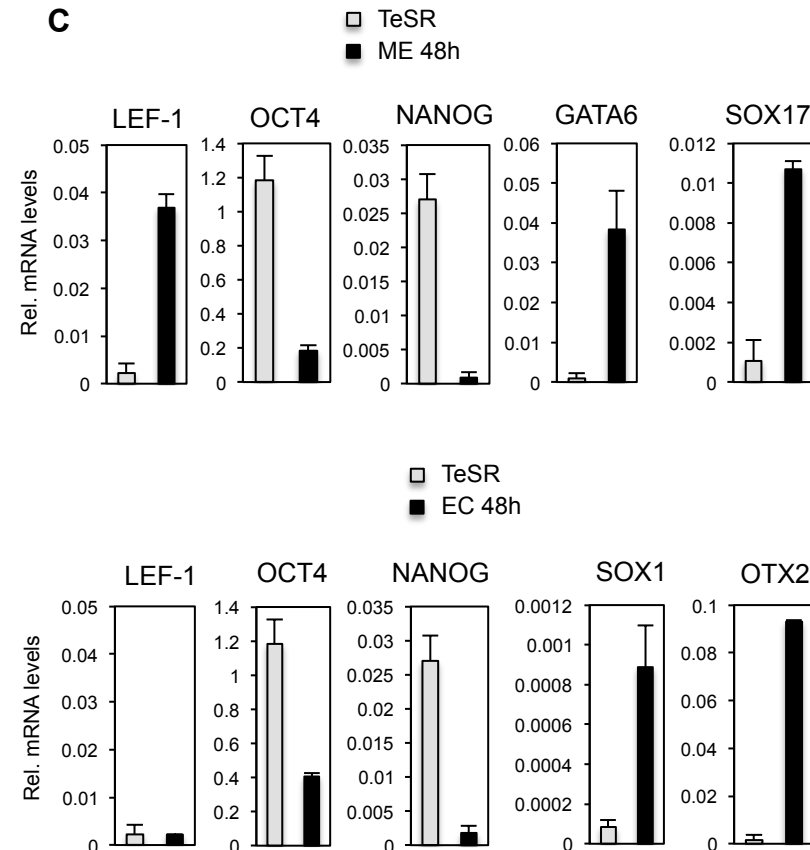 C
TeSR
ME 48h
LEF-1 OCT4 NANOG GATA6 SOX17
Rel. mRNA levels
0.05 0.04 0.03 0.02 0.01 0
1.4 1.2 1 0.8 0.6 0.4 0.2 0
0.035 0.03 0.025 0.02 0.015 0.01 0.005 0
0.06 0.05 0.04 0.03 0.02 0.01 0
0.012 0.01 0.008 0.006 0.004 0.002 0
TeSR
EC 48h
LEF-1 OCT4 NANOG SOX1 OTX2
Rel. mRNA levels
0.05 0.04 0.03 0.02 0.01 0
1.4 1.2 1 0.8 0.6 0.4 0.2 0
0.035 0.03 0.025 0.02 0.015 0.01 0.005 0
0.0012 0.001 0.0008 0.0006 0.0004 0.0002 0
0.1 0.08 0.06 0.04 0.02 0